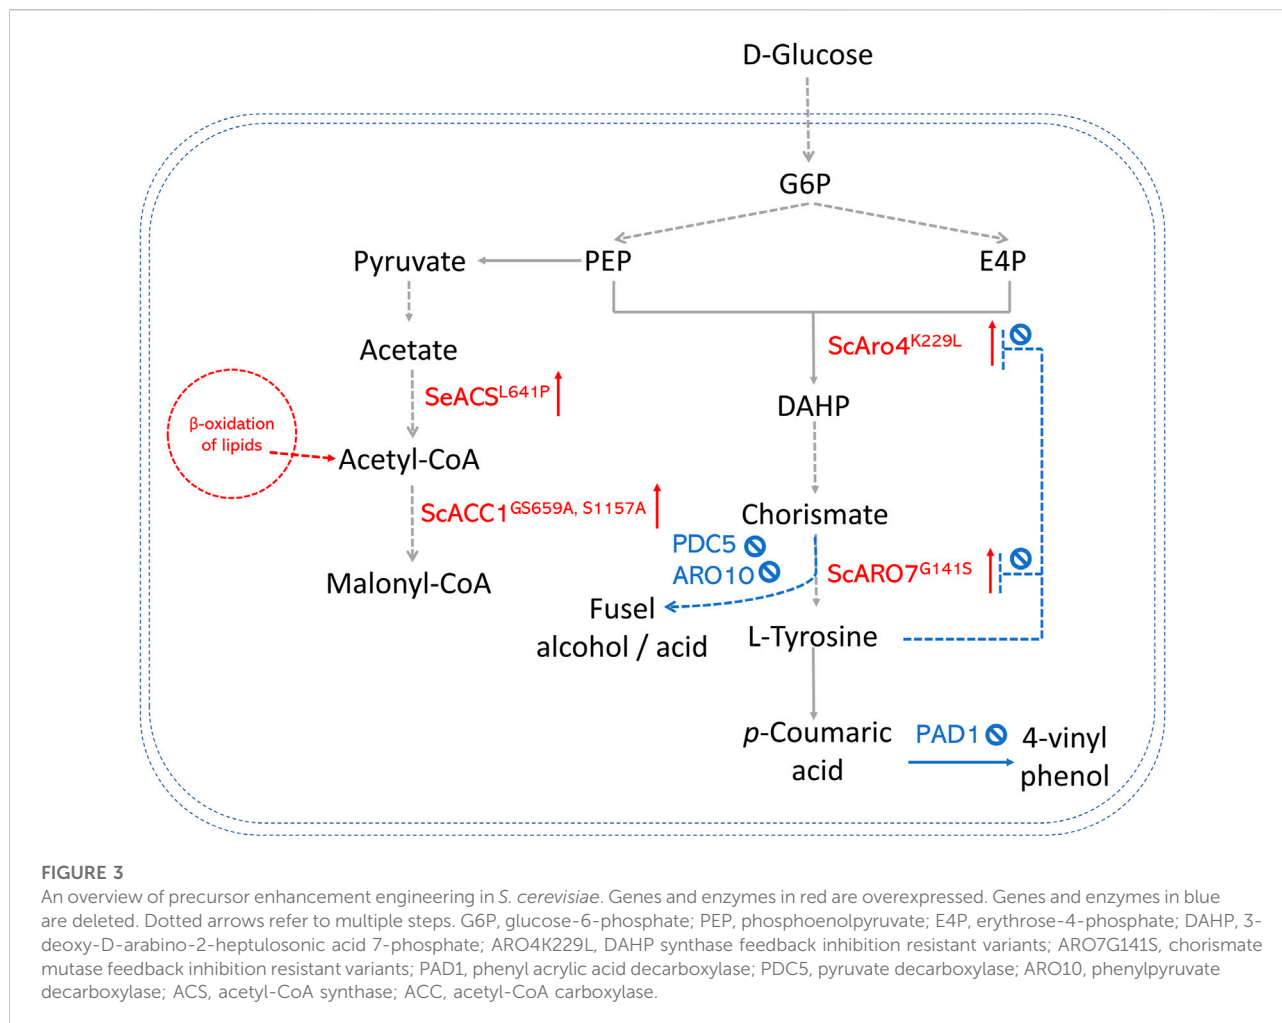 D-Glucose
G6P
Pyruvate
PEP
E4P
Acetate
ScAro4K229L
SeACSL641P
DAHP
β-oxidation
of lipids
Acetyl-CoA
ScACC1GS659A, S1157A
Chorismate
PDC5
ARO10
ScARO7G141S
Malonyl-CoA
Fusel
alcohol / acid
L-Tyrosine
p-Coumaric
acid
PAD1
4-vinyl
phenol
FIGURE 3
An overview of precursor enhancement engineering in S. cerevisiae. Genes and enzymes in red are overexpressed. Genes and enzymes in blue
are deleted. Dotted arrows refer to multiple steps. G6P, glucose-6-phosphate; PEP, phosphoenolpyruvate; E4P, erythrose-4-phosphate; DAHP, 3-
deoxy-D-arabino-2-heptulosonic acid 7-phosphate; ARO4K229L, DAHP synthase feedback inhibition resistant variants; ARO7G141S, chorismate
mutase feedback inhibition resistant variants; PAD1, phenyl acrylic acid decarboxylase; PDC5, pyruvate decarboxylase; ARO10, phenylpyruvate
decarboxylase; ACS, acetyl-CoA synthase; ACC, acetyl-CoA carboxylase.